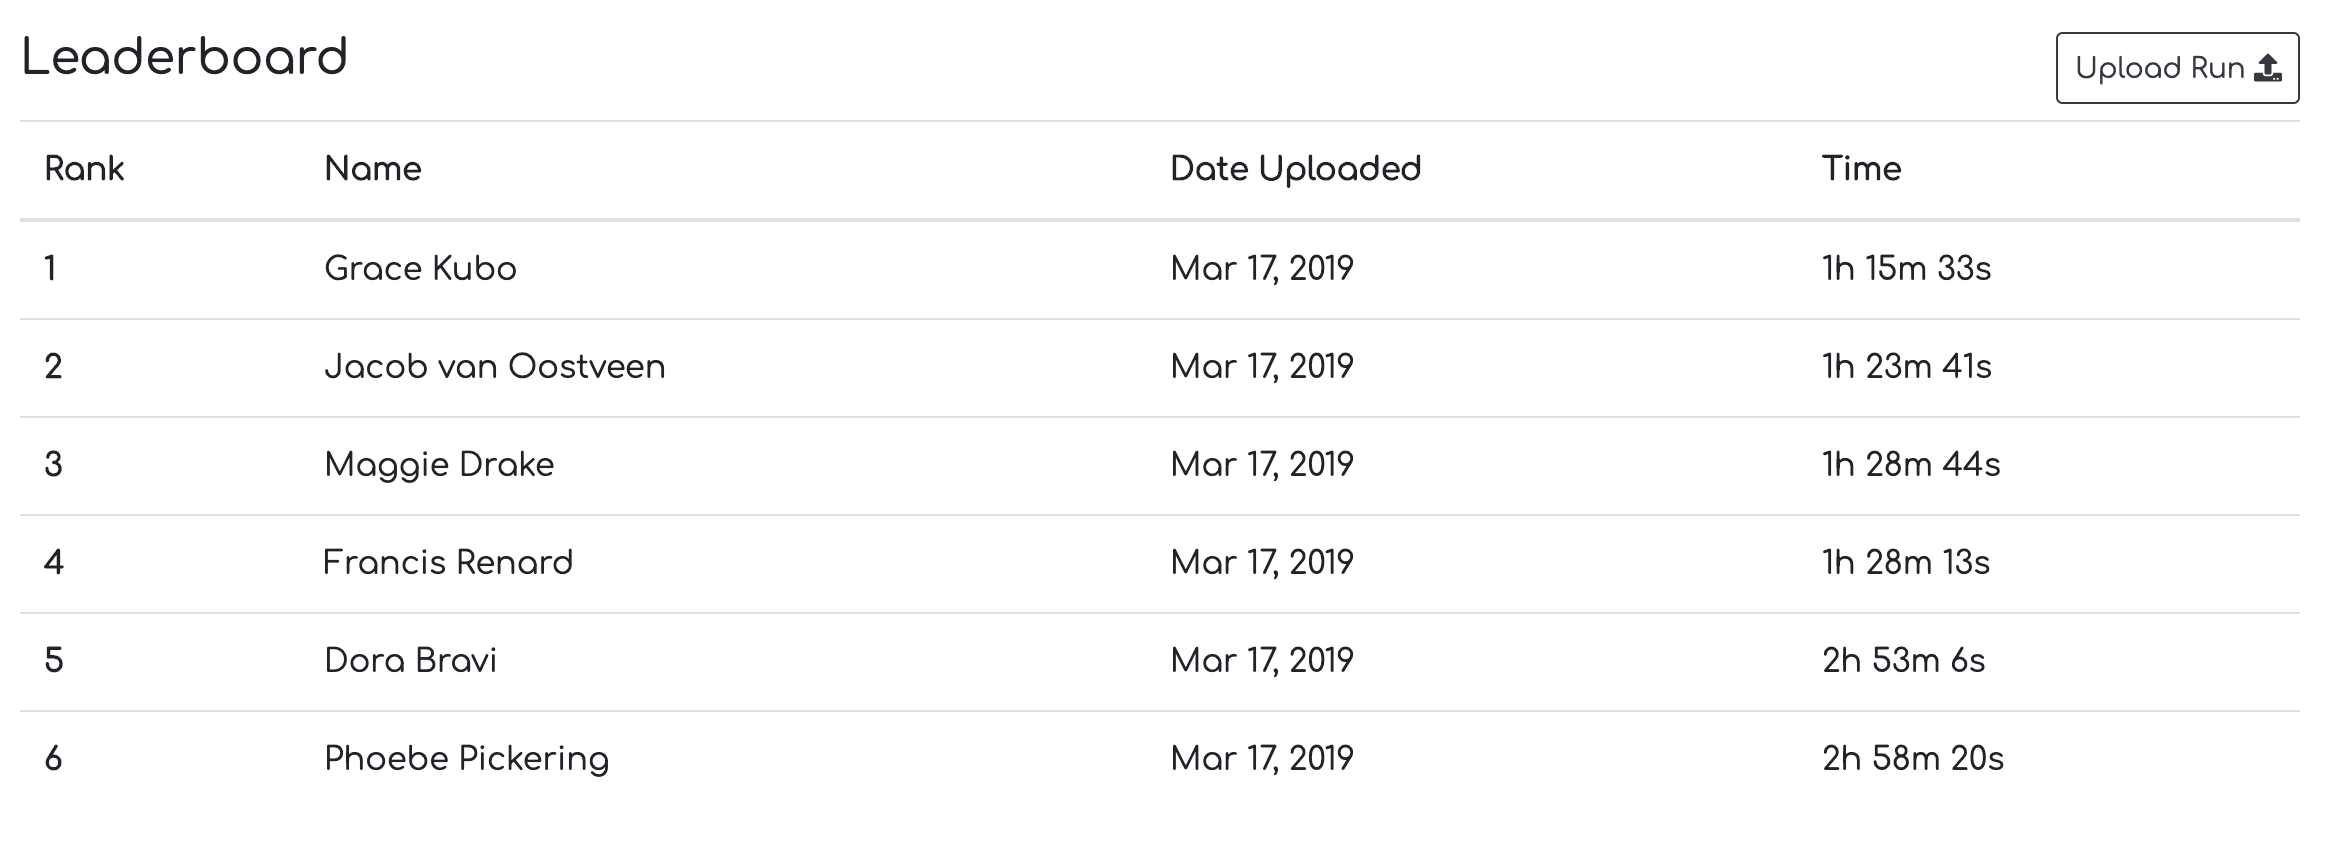 Leaderboard
Upload Run
Rank Name Date Uploaded Time
1 Grace Kubo Mar 17, 2019 1h 15m 33s
2 Jacob van Oostveen Mar 17, 2019 1h 23m 41s
3 Maggie Drake Mar 17, 2019 1h 28m 44s
4 Francis Renard Mar 17, 2019 1h 28m 13s
5 Dora Bravi Mar 17, 2019 2h 53m 6s
6 Phoebe Pickering Mar 17, 2019 2h 58m 20s